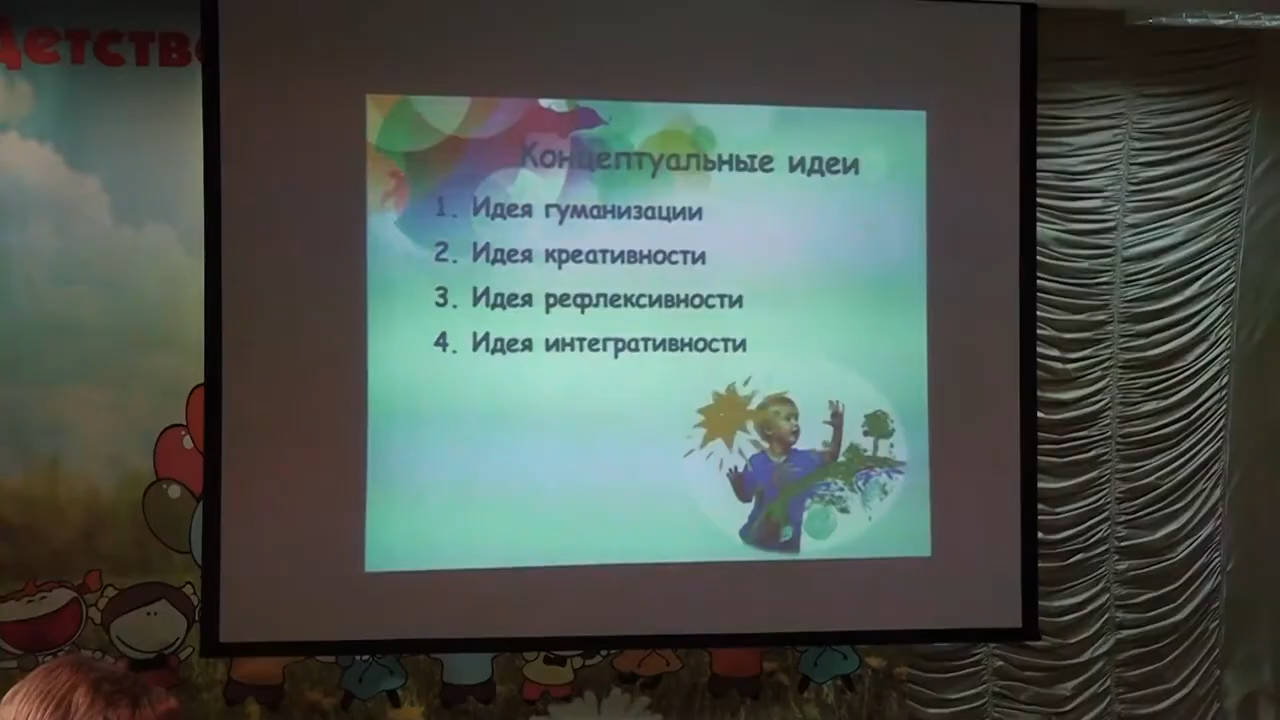 Детств
Концептуальные идеи
1. Идея гуманизации
2. Идея креативности
3. Идея рефлексивности
4. Идея интегративности